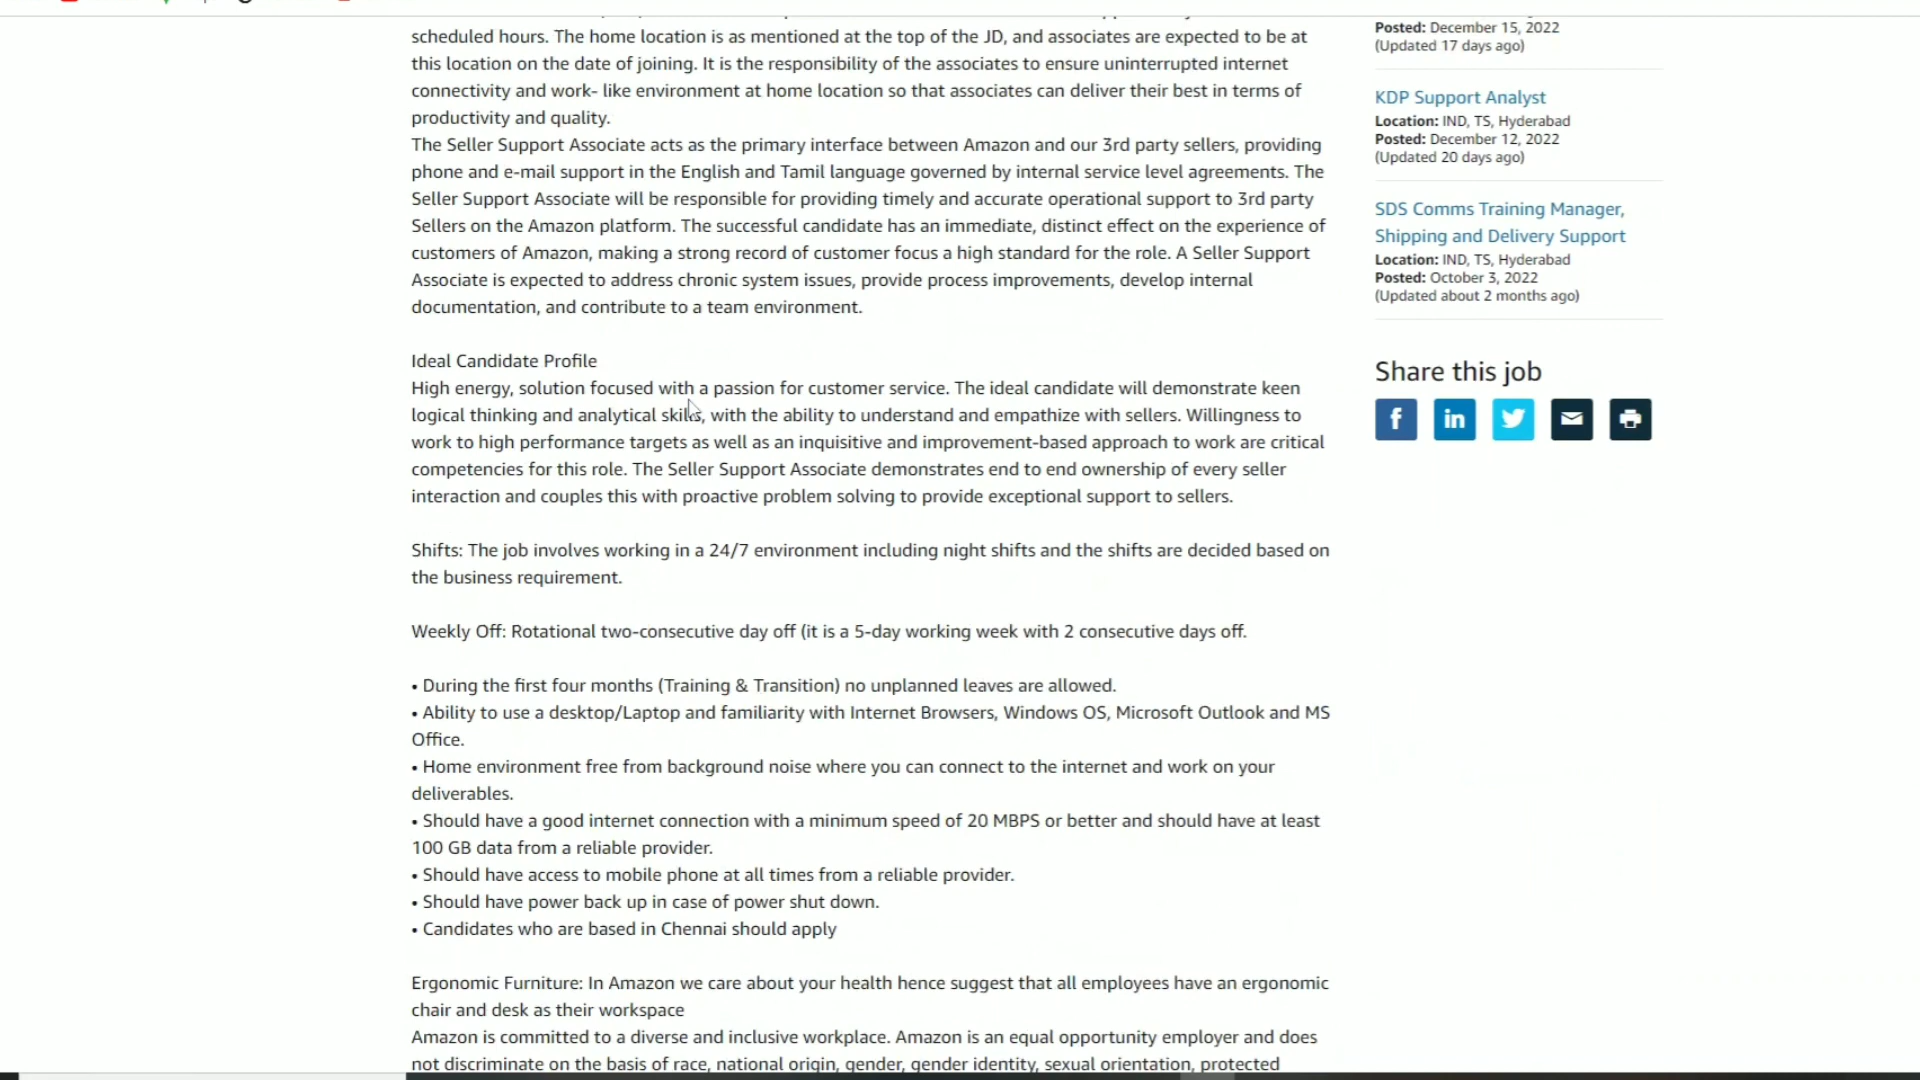 scheduled hours. The home location is as mentioned at the top of the JD, and associates are expected to be at
this location on the date of joining. It is the responsibility of the associates to ensure uninterrupted internet
connectivity and work- like environment at home location so that associates can deliver their best in terms of
productivity and quality.
The Seller Support Associate acts as the primary interface between Amazon and our 3rd party sellers, providing
phone and e-mail support in the English and Tamil language governed by internal service level agreements. The
Seller Support Associate will be responsible for providing timely and accurate operational support to 3rd party
Sellers on the Amazon platform. The successful candidate has an immediate, distinct effect on the experience of
customers of Amazon, making a strong record of customer focus a high standard for the role. A Seller Support
Associate is expected to address chronic system issues, provide process improvements, develop internal
documentation, and contribute to a team environment.
Ideal Candidate Profile
High energy, solution focused with a passion for customer service. The ideal candidate will demonstrate keen
logical thinking and analytical skills, with the ability to understand and empathize with sellers. Willingness to
work to high performance targets as well as an inquisitive and improvement-based approach to work are critical
competencies for this role. The Seller Support Associate demonstrates end to end ownership of every seller
interaction and couples this with proactive problem solving to provide exceptional support to sellers.
Shifts: The job involves working in a 24/7 environment including night shifts and the shifts are decided based on
the business requirement.
Weekly Off: Rotational two-consecutive day off (it is a 5-day working week with 2 consecutive days off.
• During the first four months (Training & Transition) no unplanned leaves are allowed.
• Ability to use a desktop/Laptop and familiarity with Internet Browsers, Windows OS, Microsoft Outlook and MS
Office.
• Home environment free from background noise where you can connect to the internet and work on your
deliverables.
• Should have a good internet connection with a minimum speed of 20 MBPS or better and should have at least
100 GB data from a reliable provider.
• Should have access to mobile phone at all times from a reliable provider.
• Should have power back up in case of power shut down.
• Candidates who are based in Chennai should apply
Ergonomic Furniture: In Amazon we care about your health hence suggest that all employees have an ergonomic
chair and desk as their workspace
Amazon is committed to a diverse and inclusive workplace. Amazon is an equal opportunity employer and does
not discriminate on the basis of race, national origin, gender, gender identity, sexual orientation, protected
Posted: December 15, 2022
(Updated 17 days ago)
KDP Support Analyst
Location: IND, TS, Hyderabad
Posted: December 12, 2022
(Updated 20 days ago)
SDS Comms Training Manager,
Shipping and Delivery Support
Location: IND, TS, Hyderabad
Posted: October 3, 2022
(Updated about 2 months ago)
Share this job
f
in